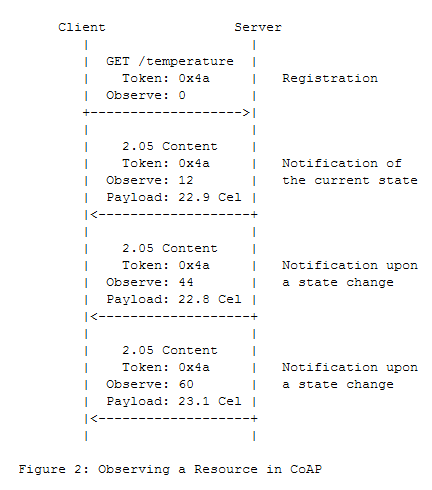 Client Server
GET /temperature
Token: 0x4a Registration
Observe: 0
2.05 Content
Token: 0x4a Notification of
Observe: 12 the current state
Payload: 22.9 Cel
2.05 Content
Token: 0x4a Notification upon
Observe: 44 a state change
Payload: 22.8 Cel
2.05 Content
Token: 0x4a Notification upon
Observe: 60 a state change
Payload: 23.1 Cel
Figure 2: Observing a Resource in CoAP